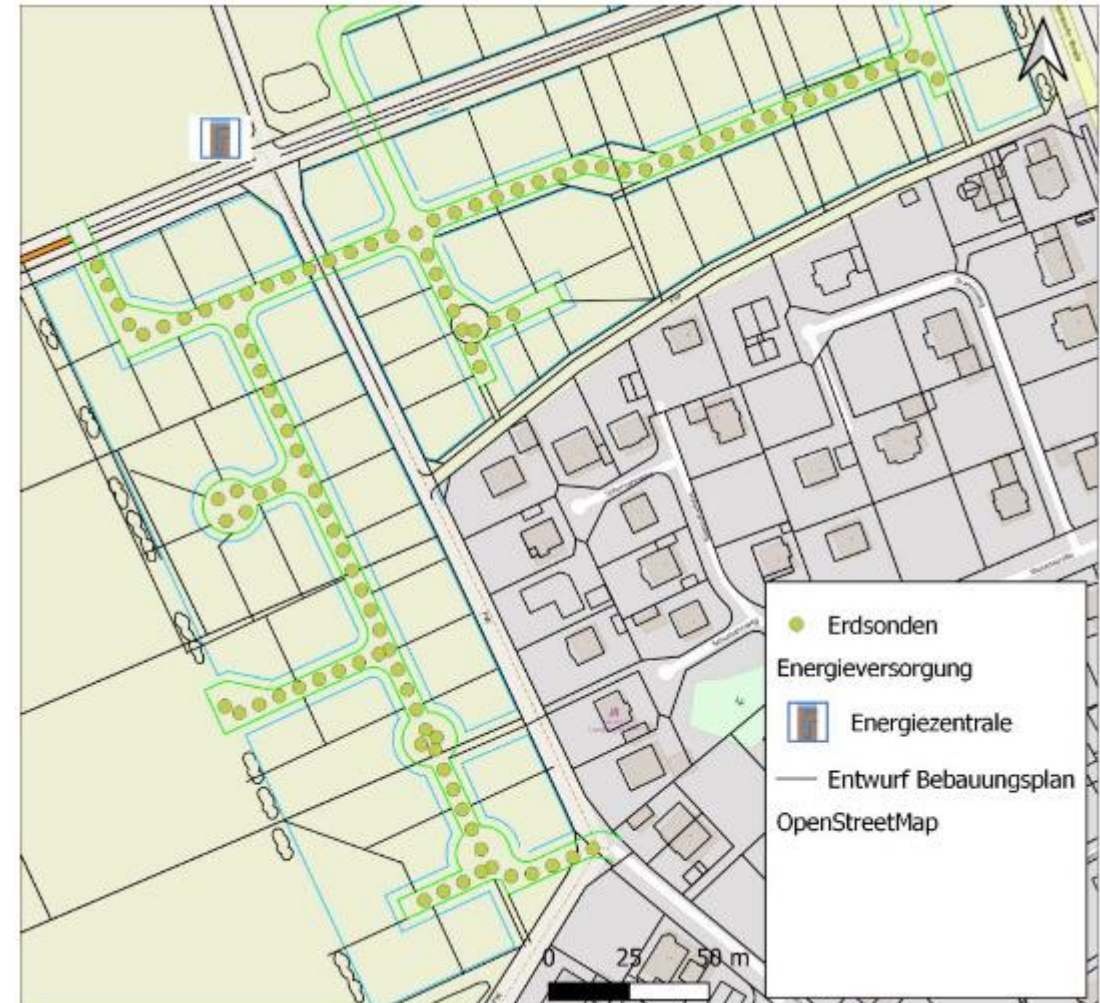 Erdsonden
Energieversorgung
Energiezentrale
Entwurf Bebauungsplan
OpenStreetMap
0 25 50 m